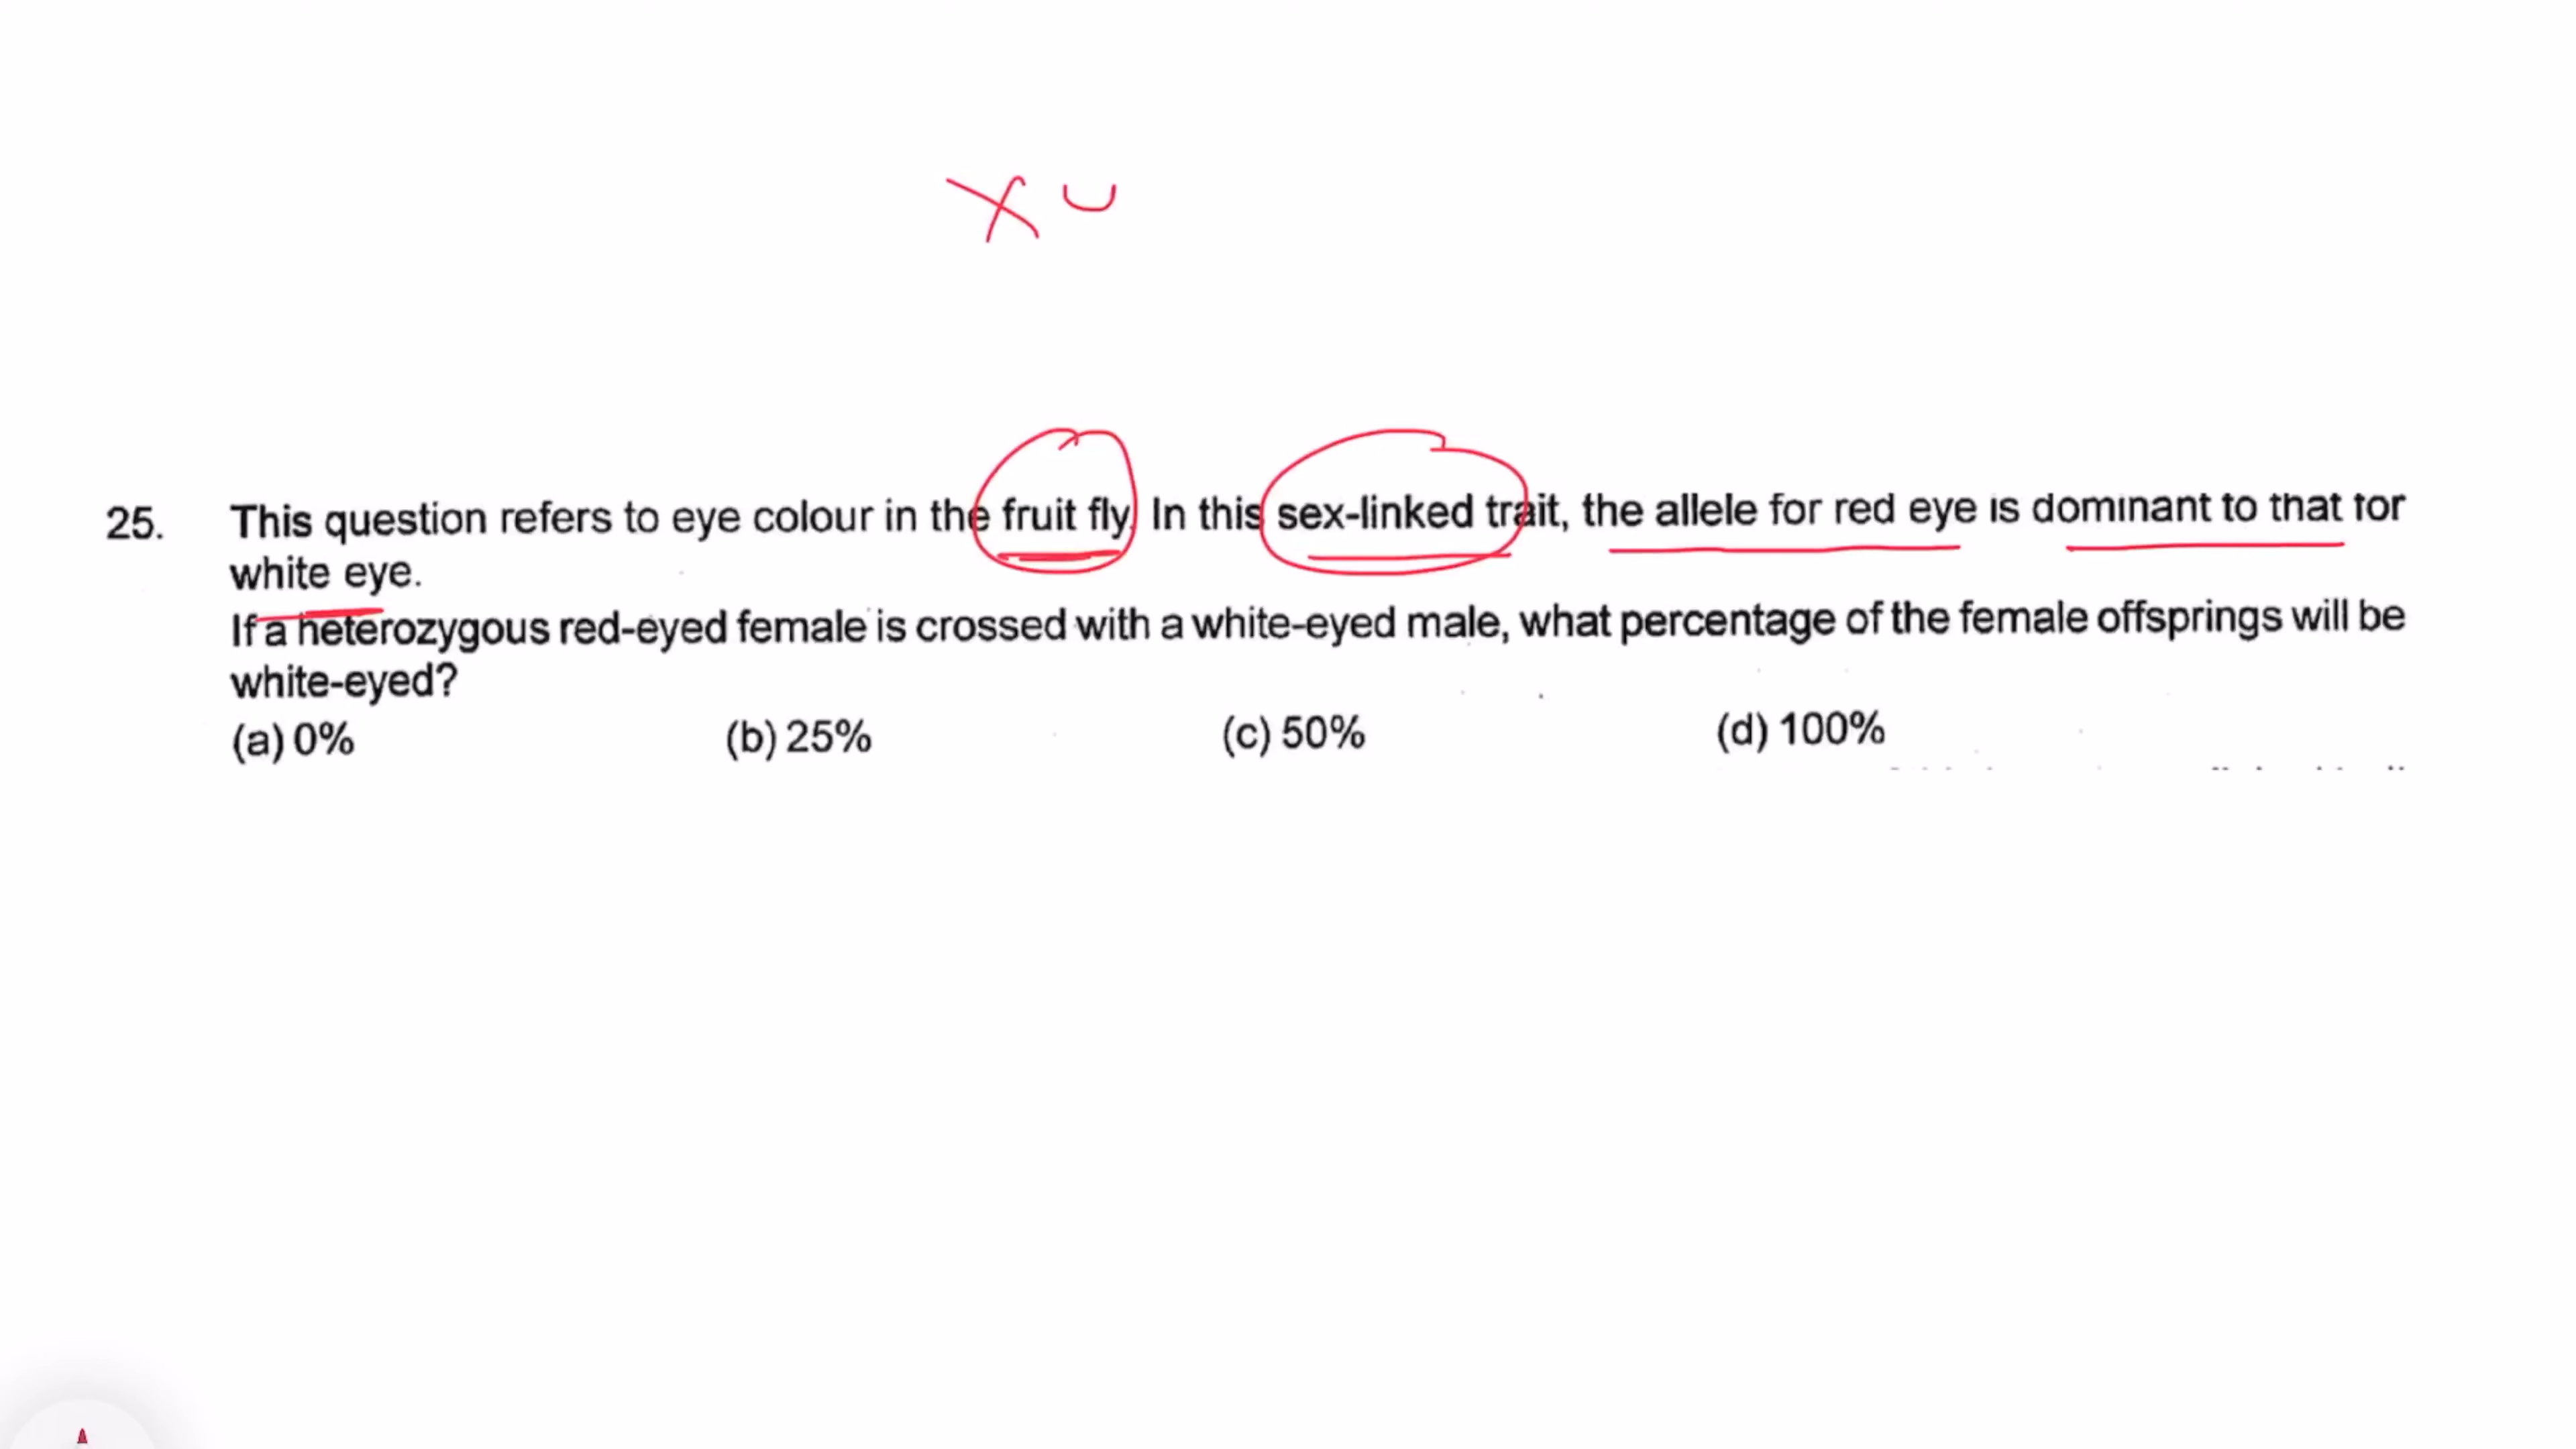 25. This question refers to eye colour in the fruit fly. In this sex-linked trait, the allele for red eye is dominant to that for
white eye.
If a heterozygous red-eyed female is crossed with a white-eyed male, what percentage of the female offsprings will be
white-eyed?
(a) 0% (b) 25% (c) 50% (d) 100%